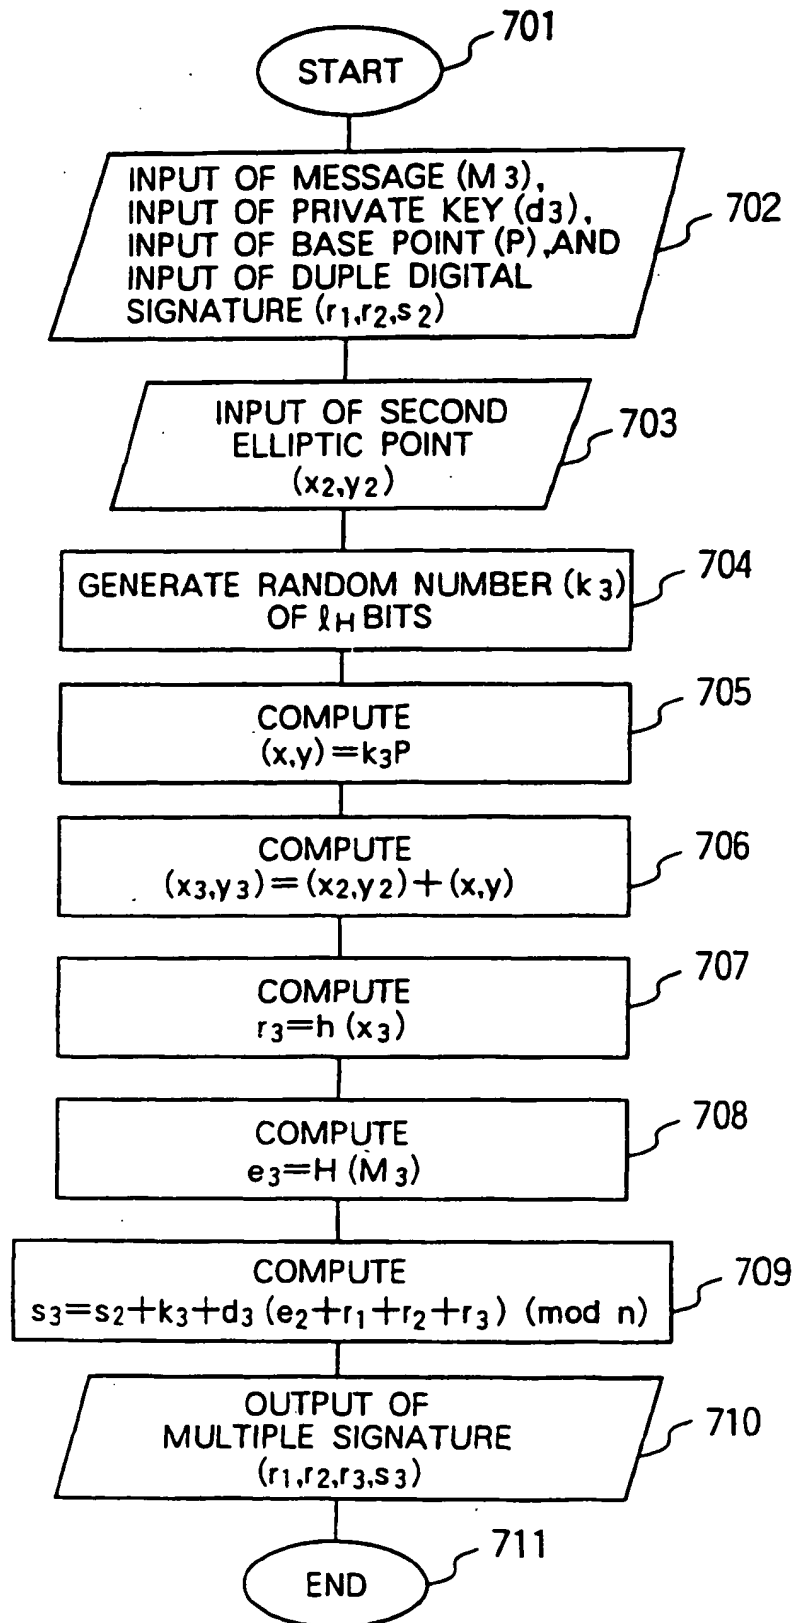 701
START
INPUT OF MESSAGE (M3),
INPUT OF PRIVATE KEY (d3),
INPUT OF BASE POINT (P), AND
INPUT OF DUPLE DIGITAL
SIGNATURE (r1,r2,s2)
702
INPUT OF SECOND
ELLIPTIC POINT
(x2,y2)
703
GENERATE RANDOM NUMBER (k3)
OF ℓH BITS
704
COMPUTE
(x,y)=k3P
705
COMPUTE
(x3,y3)=(x2,y2)+(x,y)
706
COMPUTE
r3=h(x3)
707
COMPUTE
e3=H(M3)
708
COMPUTE
s3=s2+k3+d3 (e2+r1+r2+r3) (mod n)
709
OUTPUT OF
MULTIPLE SIGNATURE
(r1,r2,r3,s3)
710
END
711